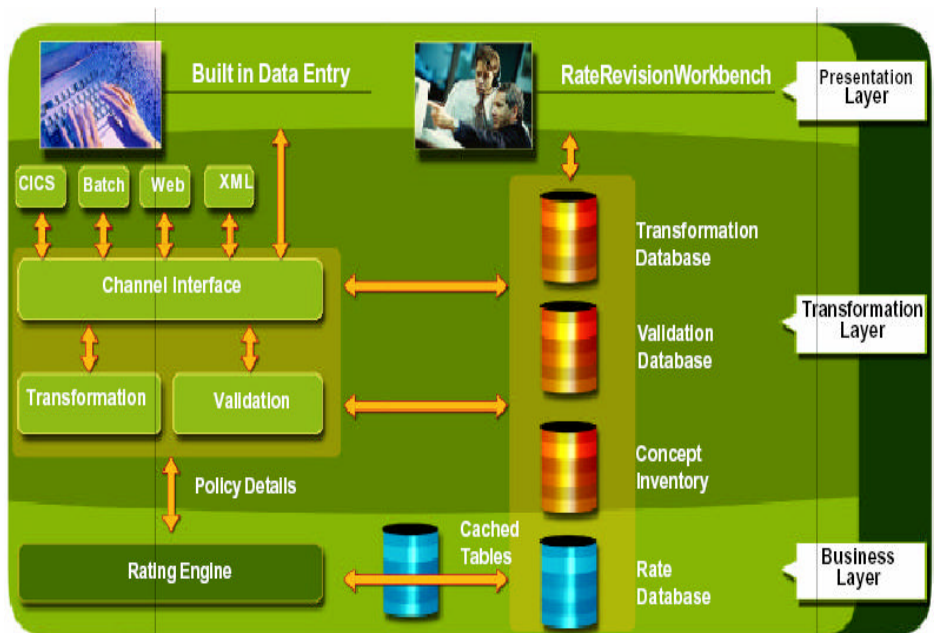 Built in Data Entry
RateRevisionWorkbench
Presentation
Layer
CICS
Batch
Web
XML
Transformation
Database
Channel Interface
Transformation
Layer
Validation
Database
Transformation
Validation
Concept
Inventory
Policy Details
Cached
Tables
Rating Engine
Rate
Database
Business
Layer